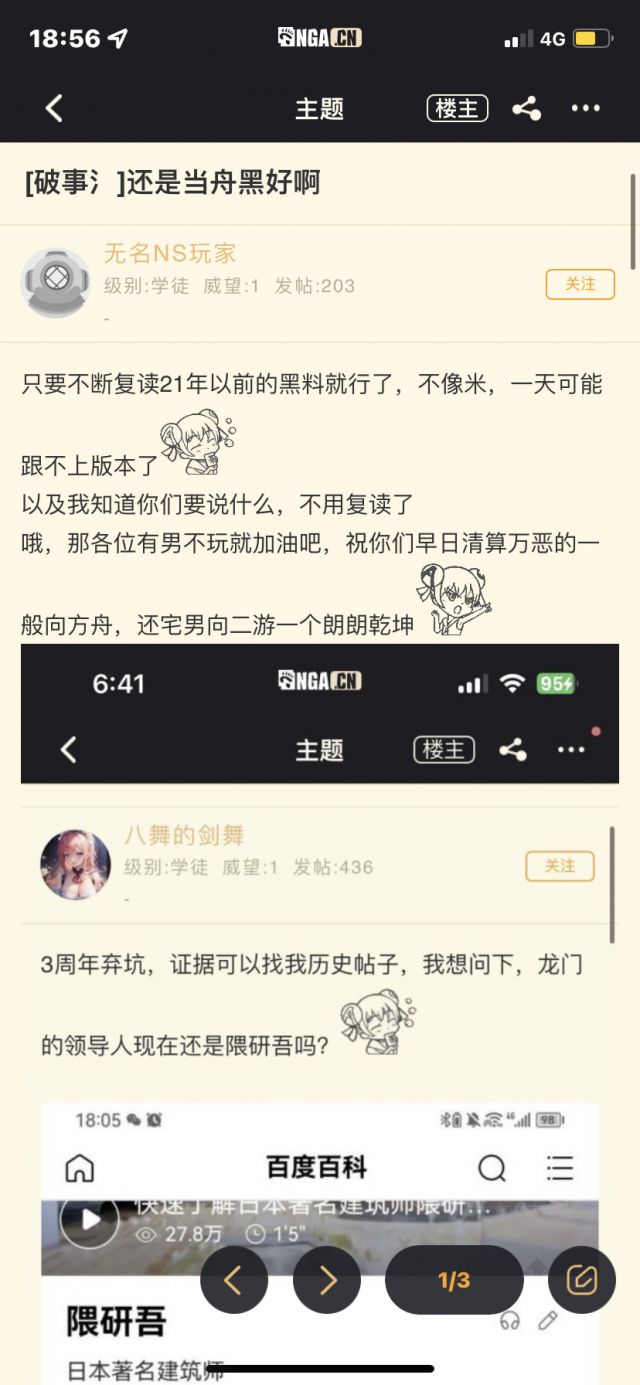 18:56
NGA.CN
4G
主题
楼主
[破事氵]还是当舟黑好啊
无名NS玩家
级别:学徒 威望:1 发帖:203
关注
-
只要不断复读21年以前的黑料就行了，不像米，一天可能
跟不上版本了
以及我知道你们要说什么，不用复读了
哦，那各位有男不玩就加油吧，祝你们早日清算万恶的一
般向方舟，还宅男向二游一个朗朗乾坤
6:41
NGA.CN
95
主题
楼主
八舞的剑舞
级别:学徒 威望:1 发帖:436
关注
-
3周年弃坑，证据可以找我历史帖子，我想问下，龙门
的领导人现在还是隈研吾吗?
18:05
98
百度百科
快速了解日本著名建筑师隈研...
27.8万 1'5"
1/3
隈研吾
日本著名建筑师